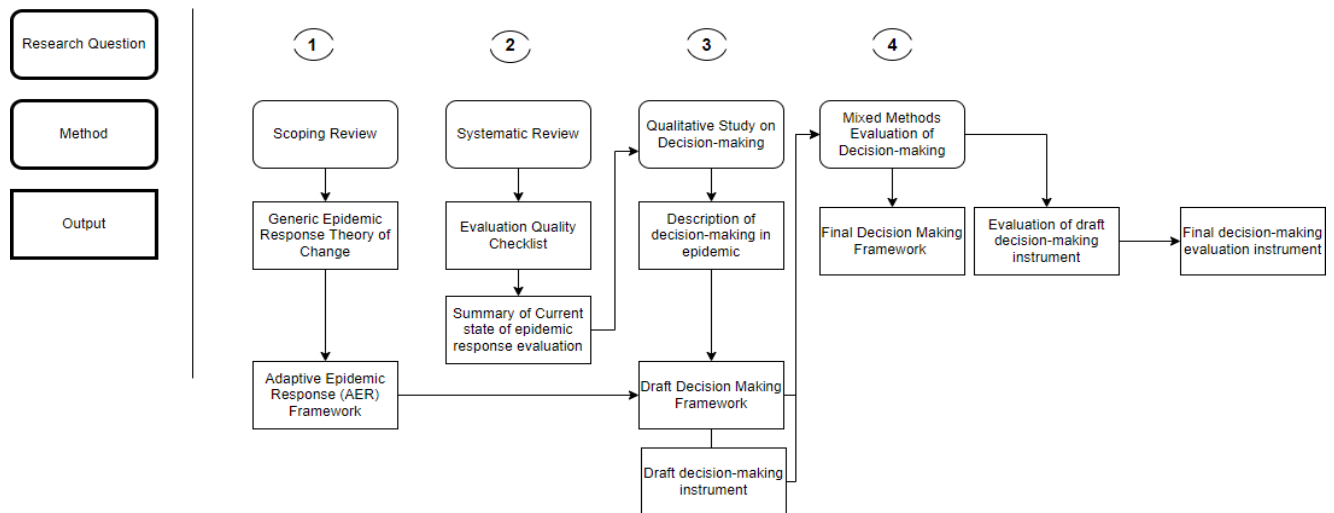 Research Question
Method
Output
1
2
3
4
Scoping Review
Systematic Review
Qualitative Study on
Decision-making
Mixed Methods
Evaluation of
Decision-making
Generic Epidemic
Response Theory of
Change
Evaluation Quality
Checklist
Description of
decision-making in
epidemic
Final Decision Making
Framework
Evaluation of draft
decision-making
instrument
Final decision-making
evaluation instrument
Summary of Current
state of epidemic
response evaluation
Adaptive Epidemic
Response (AER)
Framework
Draft Decision Making
Framework
Draft decision-making
instrument